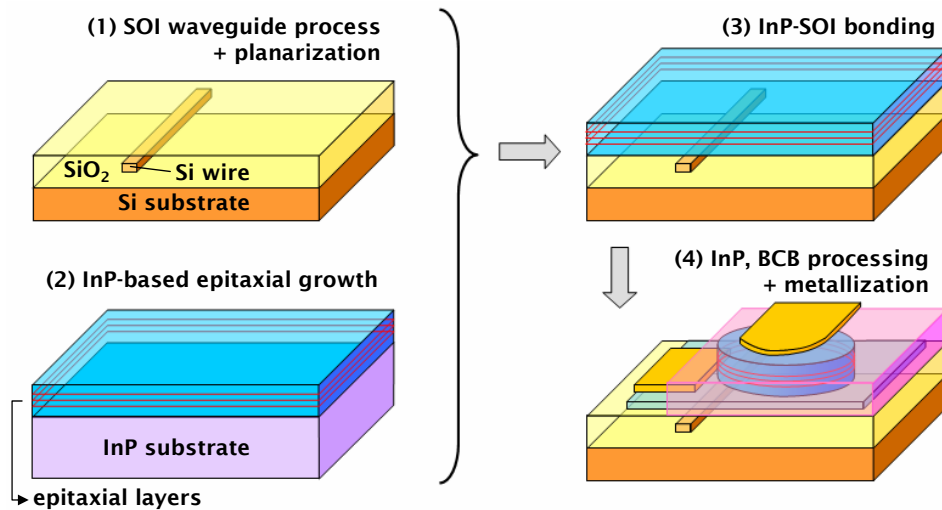 (1) SOI waveguide process
+ planarization
SiO₂
Si wire
Si substrate
(2) InP-based epitaxial growth
InP substrate
epitaxial layers
(3) InP-SOI bonding
(4) InP, BCB processing
+ metallization